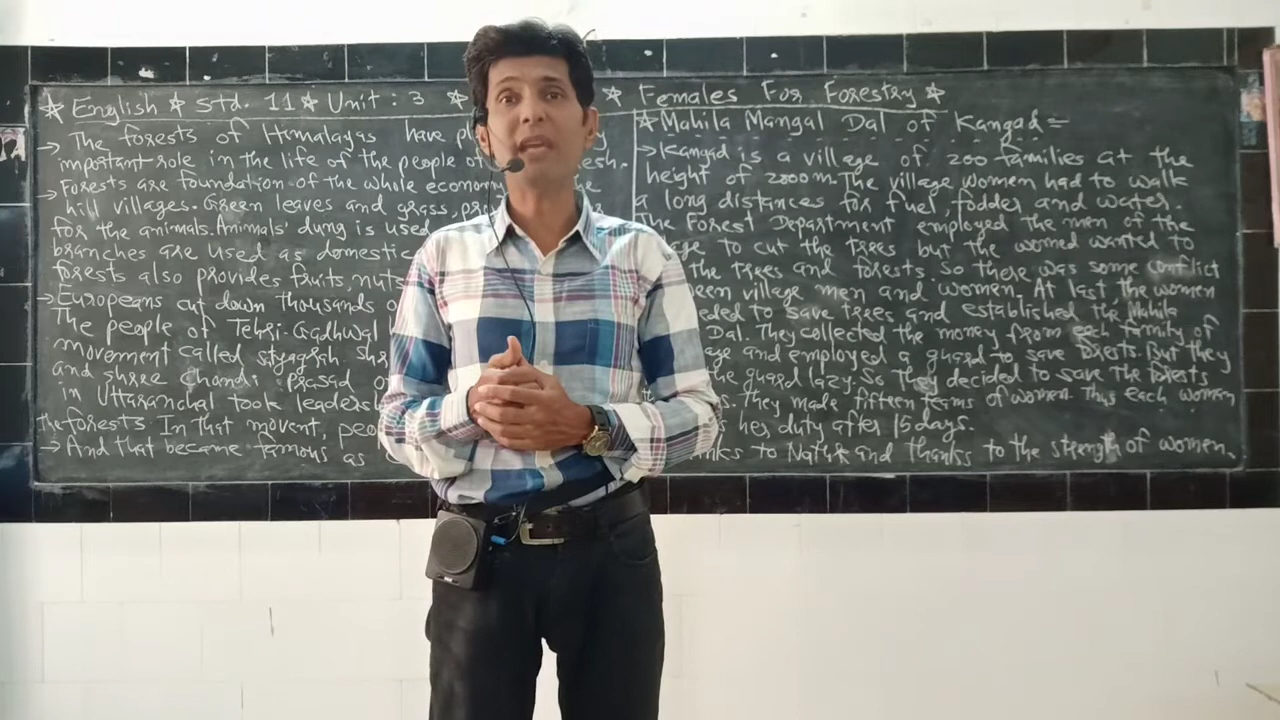 ☆ English ☆ Std. 11 ☆ Unit : 3 ☆
☆ Females For Forestry ☆
→ The forests of Himalayas have
important role in the life of the people of
→ Forests are foundation of the whole economy
hill villages. Green leaves and grass,
for the animals. Animals' dung is used
branches are used as domestic
forests also provides fruits, nuts
→ Europeans cut down thousands
The people of Tehri-Gadhwal
movement called styagrah
and shree chandi prasad
in Uttaranchal took
the forests In that movent,
→ And that became famous as
☆ Mahila Mangal Dal of Kangad =
→ Kangad is a village of 200 families at the
height of 2000m. The village women had to walk
a long distances for fuel, fodder and water.
The Forest Department employed the men of the
to cut the trees but the womed wanted to
the trees and forests so there was some conflict
village men and women. At last, the women
to save trees and established the Mahila
Dal. They collected the money from each family of
and employed a guard to save forests. But they
guard lazy. So they decided to save the forests
They made fifteen teams of women. Thus each women
her duty after 15 days.
to Nature and thanks to the strength of women.